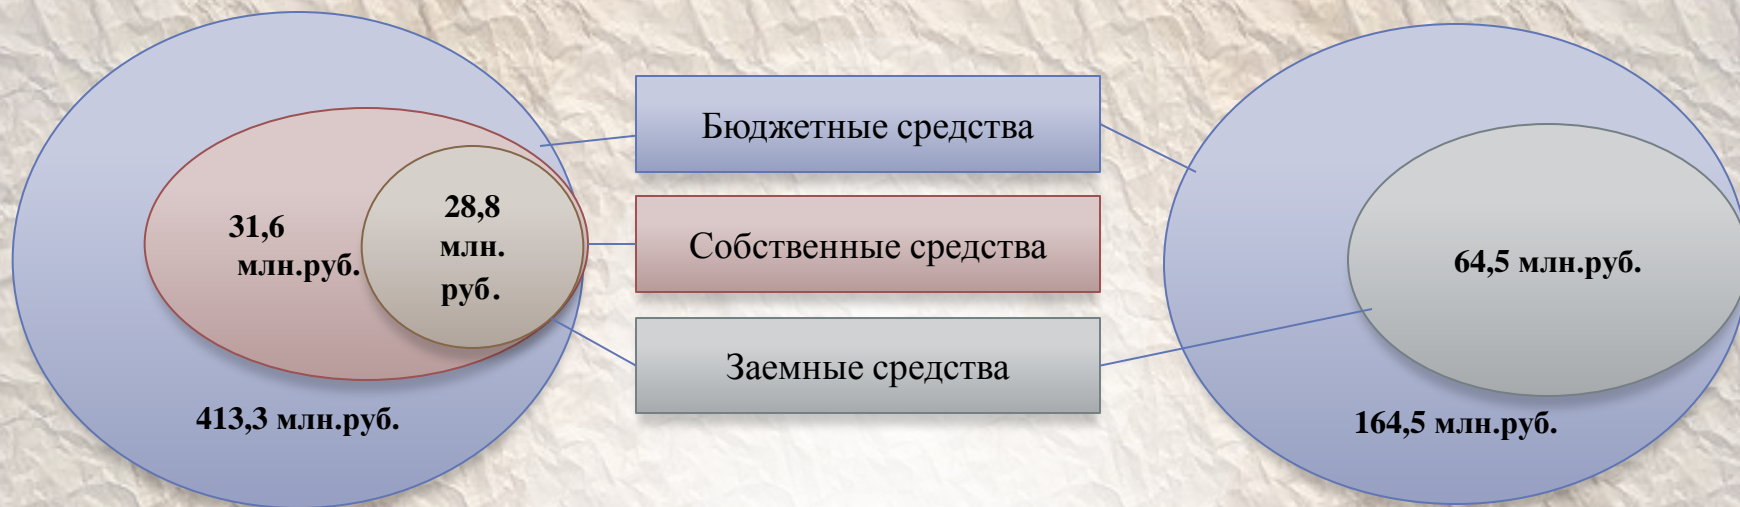 31,6
млн.руб.
28,8
млн.
руб.
413,3 млн.руб.
Бюджетные средства
Собственные средства
Заемные средства
64,5 млн.руб.
164,5 млн.руб.